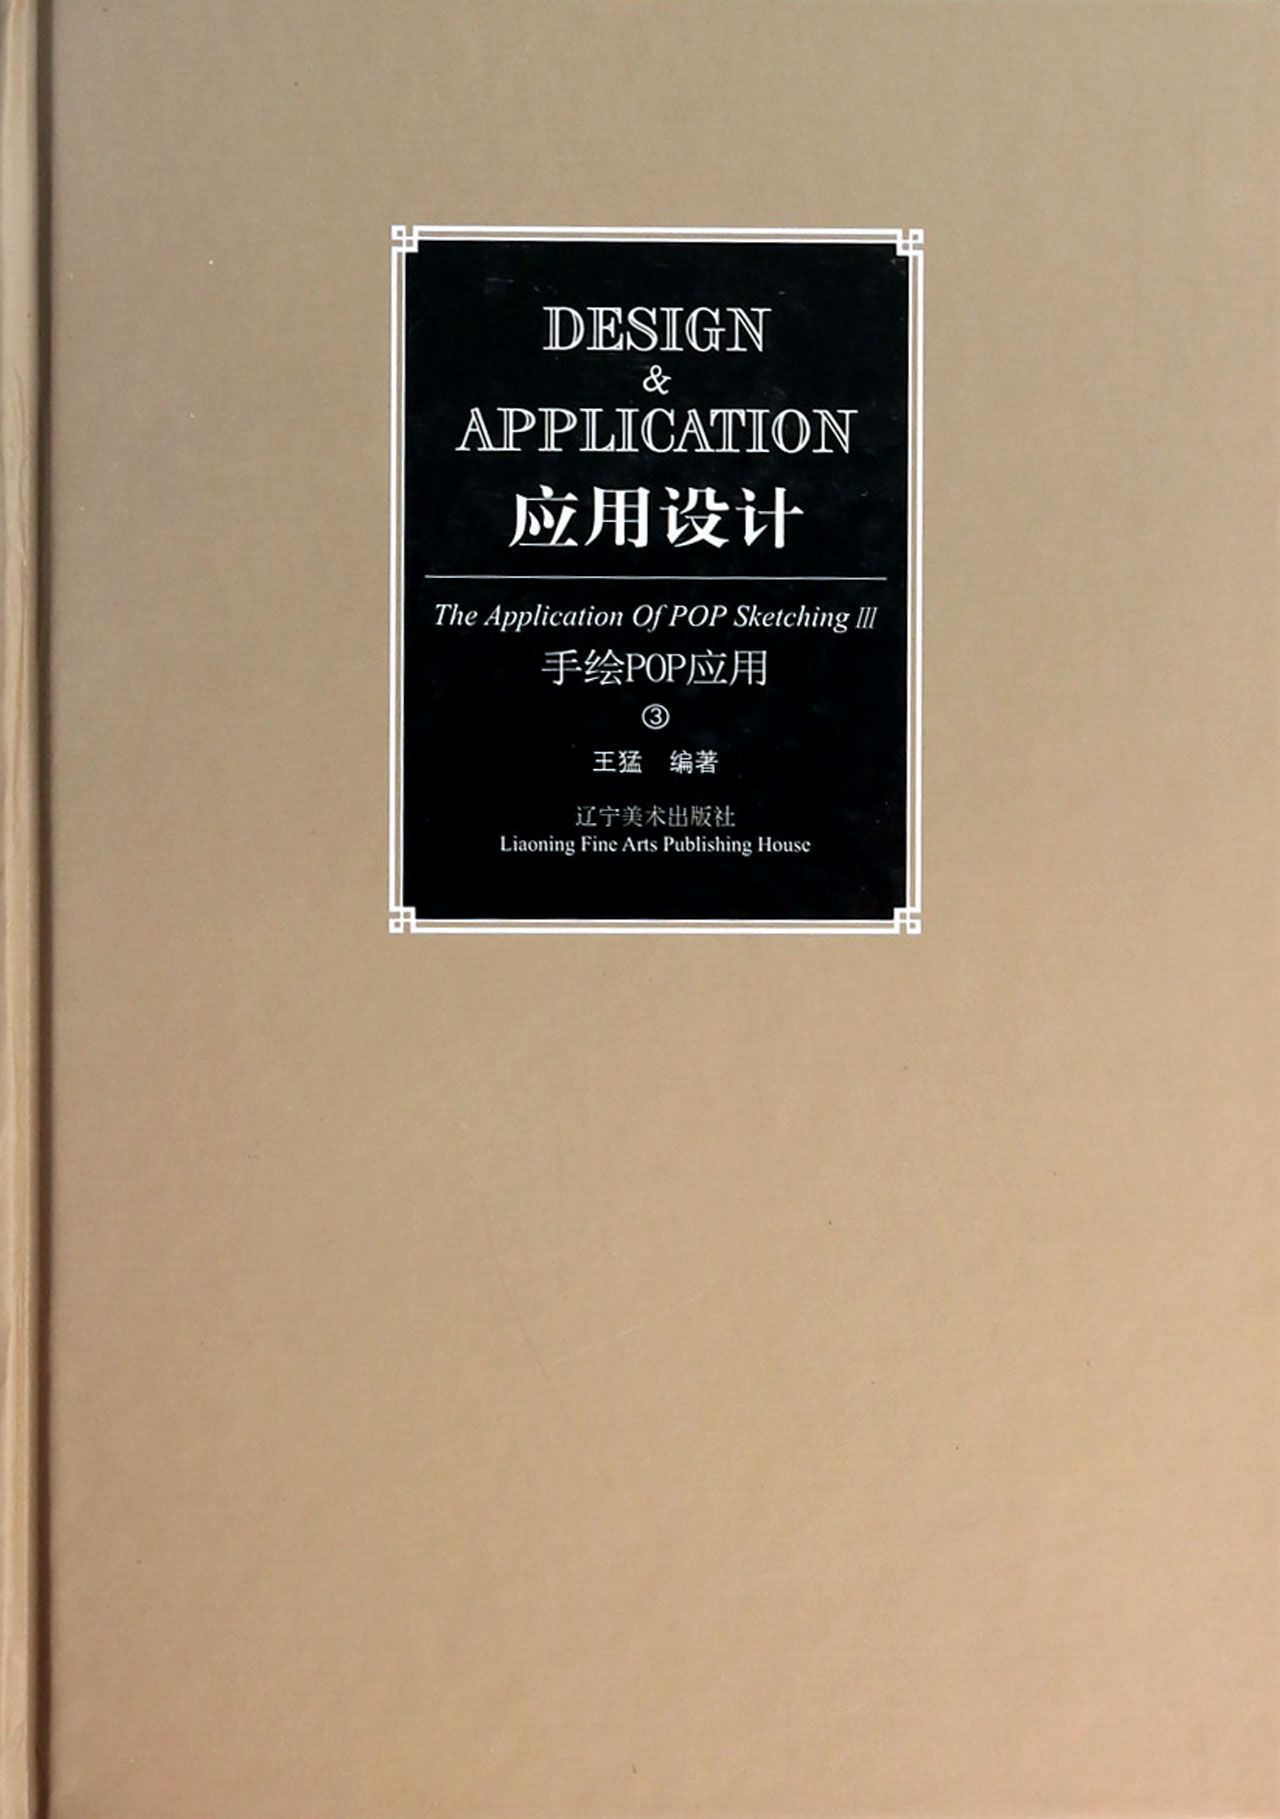 DESIGN
&
APPLICATION
应用设计
The Application Of POP Sketching Ⅲ
手绘POP应用
③
王猛 编著
辽宁美术出版社
Liaoning Fine Arts Publishing House